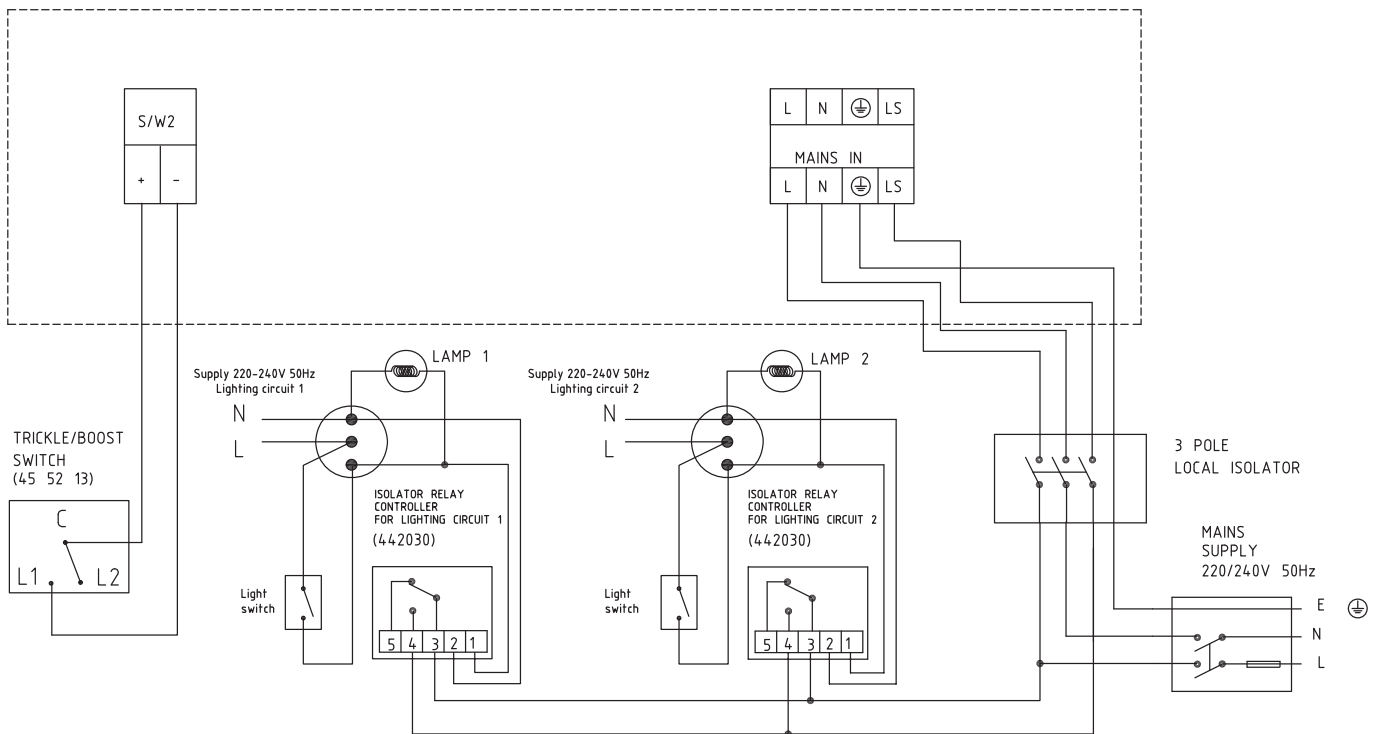 S/W2
+ -
L N LS
MAINS IN
L N LS
LAMP 1
Supply 220-240V 50Hz
Lighting circuit 1
N
L
LAMP 2
Supply 220-240V 50Hz
Lighting circuit 2
N
L
TRICKLE/BOOST
SWITCH
(45 52 13)
C
L1 L2
ISOLATOR RELAY
CONTROLLER
FOR LIGHTING CIRCUIT 1
(442030)
Light
switch
5 4 3 2 1
ISOLATOR RELAY
CONTROLLER
FOR LIGHTING CIRCUIT 2
(442030)
Light
switch
5 4 3 2 1
3 POLE
LOCAL ISOLATOR
MAINS
SUPPLY
220/240V 50Hz
E
N
L